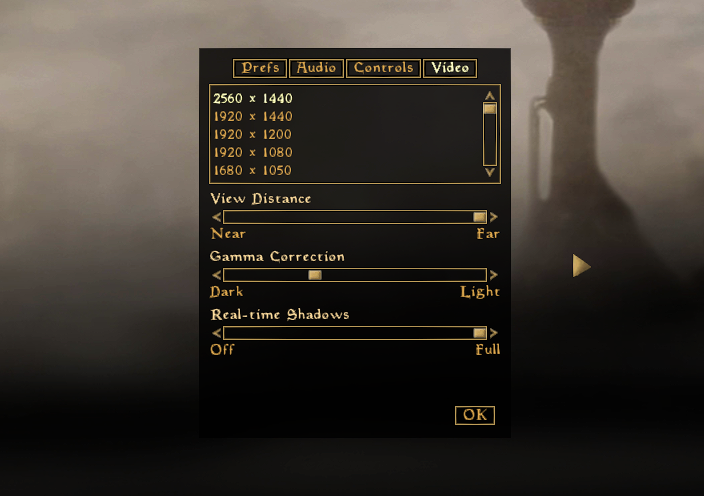 Prefs Audio Controls Video
2560 x 1440
1920 x 1440
1920 x 1200
1920 x 1080
1680 x 1050
View Distance
Near Far
Gamma Correction
Dark Light
Real-time Shadows
Off Full
OK